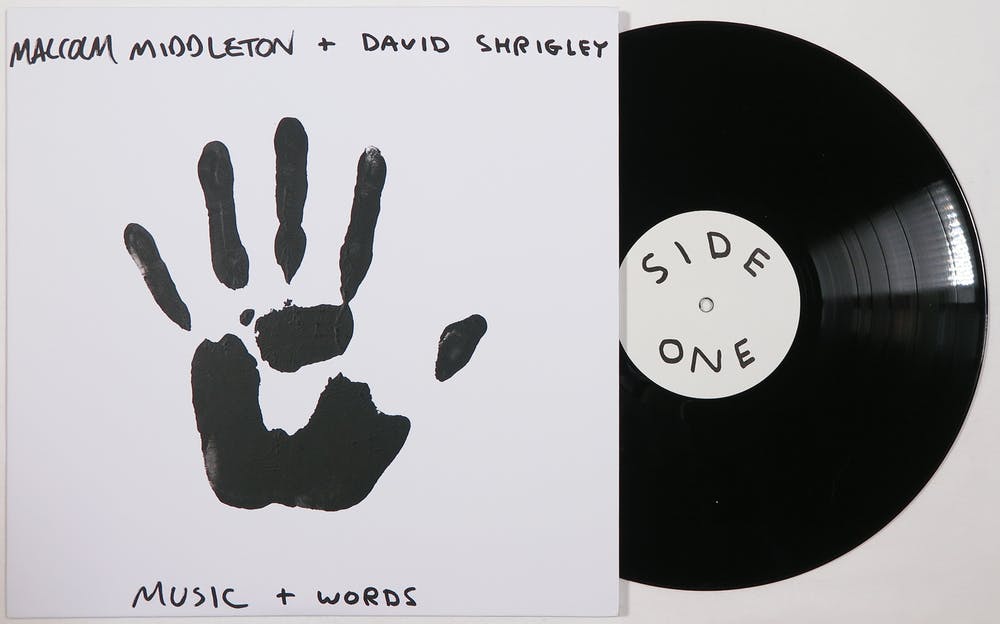 MALCOLM MIDDLETON + DAVID SHRIGLEY
SIDE
ONE
MUSIC + WORDS